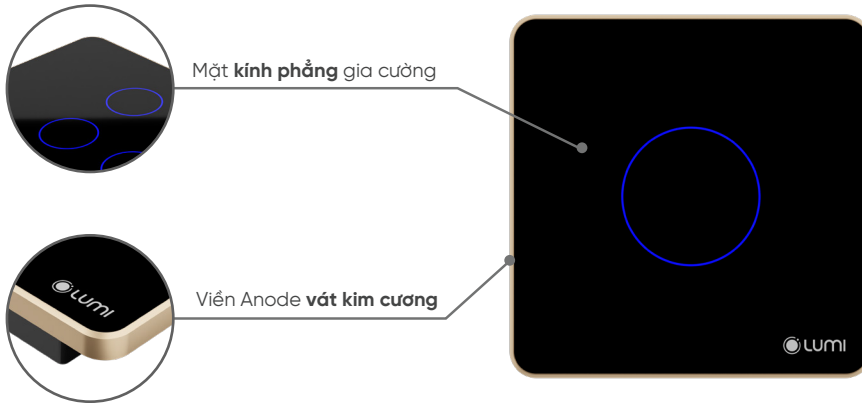 Mặt kính phẳng gia cường
LUMI
Viền Anode vát kim cương
LUMI